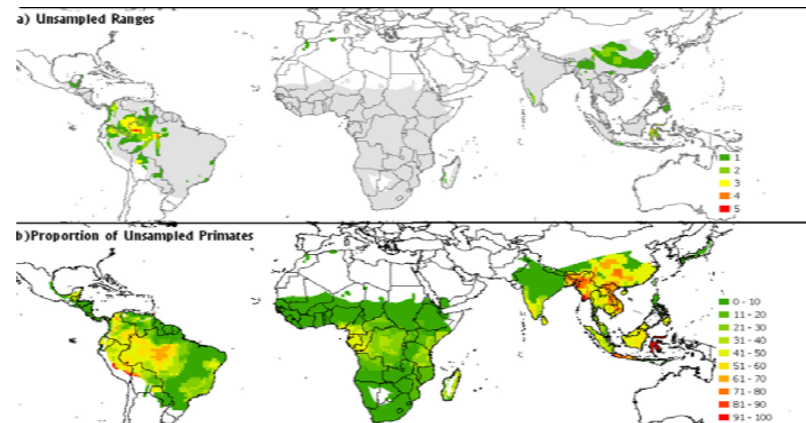 a) Unsampled Ranges
1
2
3
4
5
b)Proportion of Unsampled Primates
0 - 10
11 - 20
21 - 30
31 - 40
41 - 50
51 - 60
61 - 70
71 - 80
81 - 90
91 - 100